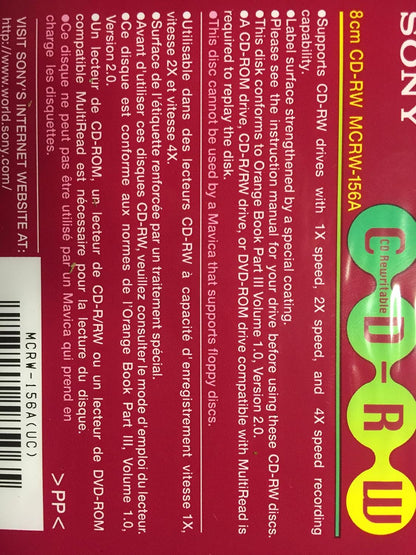 SONY
8cm CD-RW MCRW-156A
CD-RW
CD Rewritable
•Supports CD-RW drives with 1X speed, 2X speed, and 4X speed recording
capability.
•Label surface strengthened by a special coating.
•Please see the instruction manual for your drive before using these CD-RW discs.
•This disk conforms to Orange Book Part III Volume 1.0, Version 2.0.
•A CD-ROM drive, CD-R/RW drive, or DVD-ROM drive compatible with MultiRead is
required to replay the disk.
•This disc cannot be used by a Mavica that supports floppy discs.
•Utilisable dans des lecteurs CD-RW à capacité d'enregistrement vitesse 1X,
vitesse 2X et vitesse 4X.
•Surface de l'étiquette renforcée par un traitement spécial.
•Avant d'utiliser ces disques CD-RW, veuillez consulter le mode d'emploi du lecteur.
•Ce disque est conforme aux normes de l'Orange Book Part III, Volume 1.0,
Version 2.0.
•Un lecteur de CD-ROM, un lecteur de CD-R/RW ou un lecteur de DVD-ROM
compatible MultiRead est nécessaire pour la lecture du disque.
•Ce disque ne peut pas être utilisé par un Mavica qui prend en
charge les disquettes.
>PP<
VISIT SONY'S INTERNET WEBSITE AT:
http://www.world.sony.com/
MCRW-156A(UC)